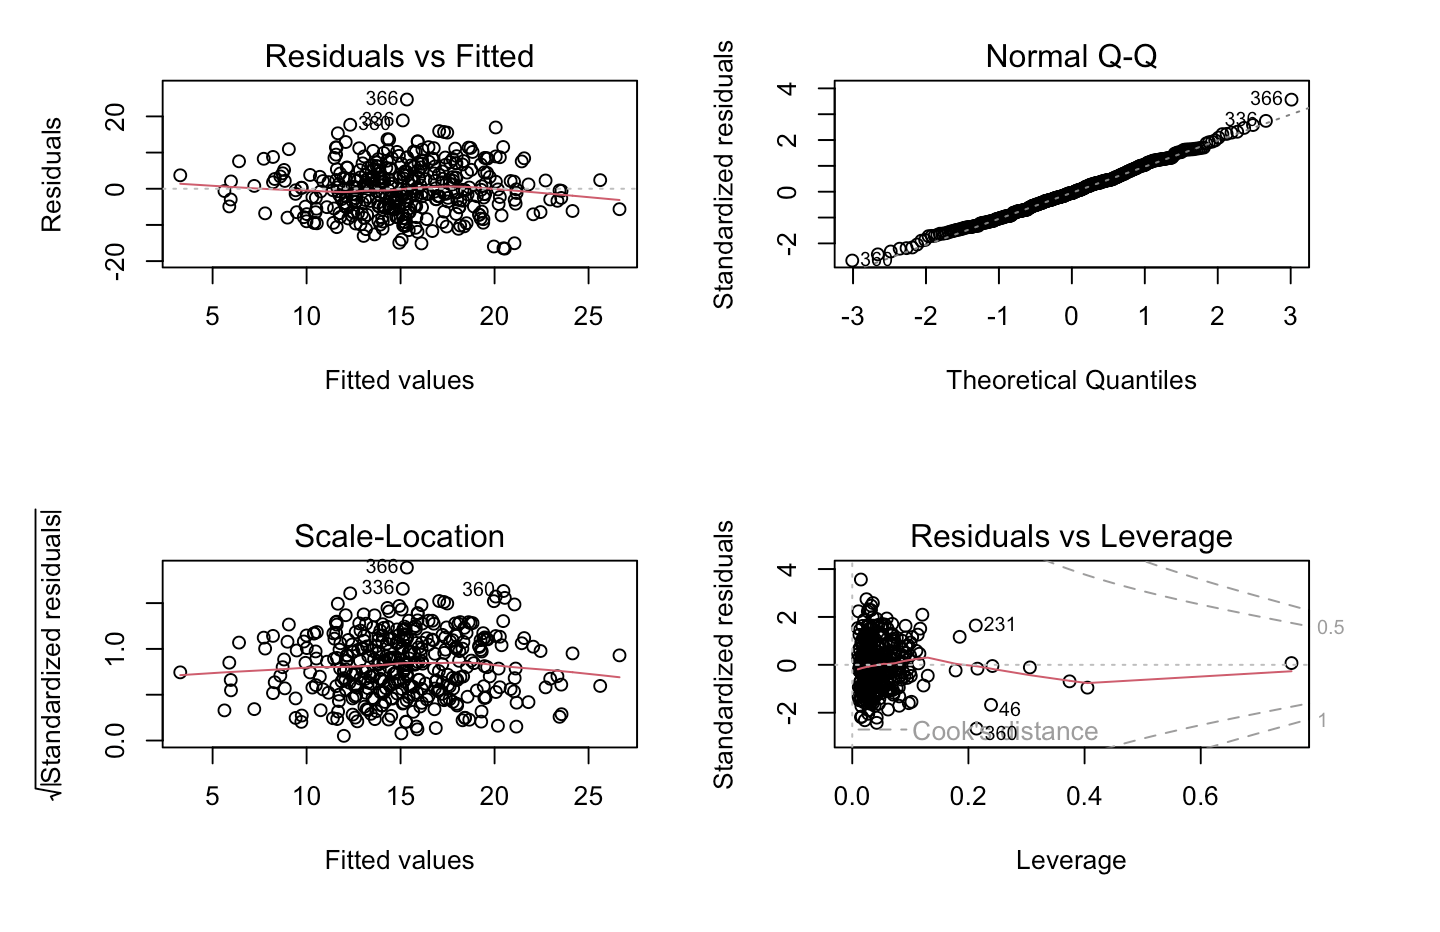 Residuals vs Fitted
Residuals
20
0
-20
366
336
380
5 10 15 20 25
Fitted values
Normal Q-Q
Standardized residuals
4
2
0
-2
366
336
360
-3 -2 -1 0 1 2 3
Theoretical Quantiles
Scale-Location
√|Standardized residuals|
1.0
0.0
366
336
360
5 10 15 20 25
Fitted values
Residuals vs Leverage
Standardized residuals
4
2
0
-2
231
46
360
Cook's distance
0.5
1
0.0 0.2 0.4 0.6
Leverage